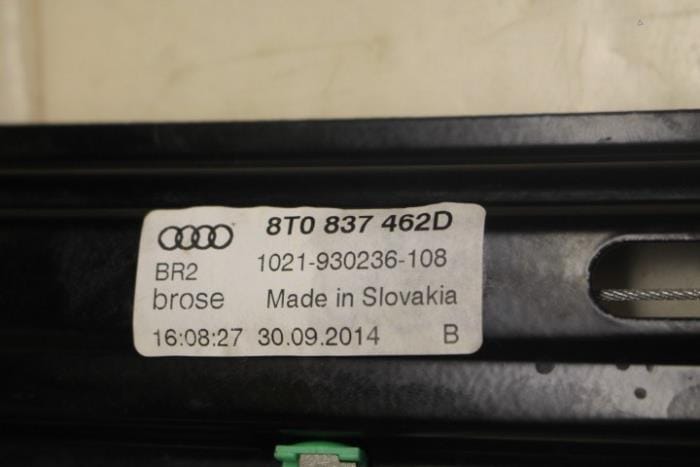 8T0 837 462D
BR2 1021-930236-108
brose Made in Slovakia
16:08:27 30.09.2014 B